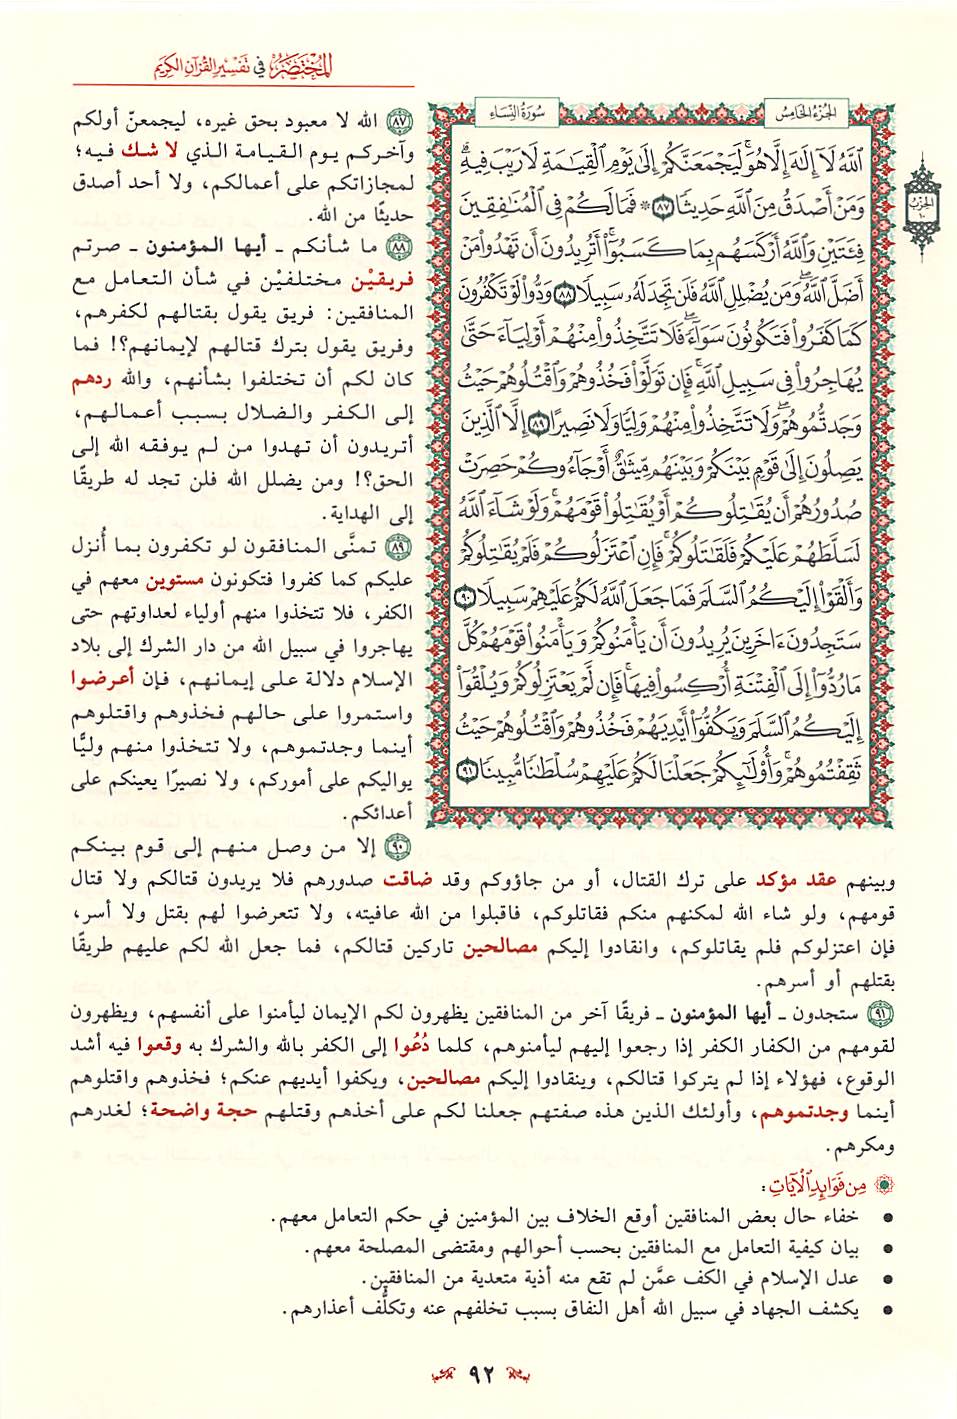 المختصر في تفسير القرآن الكريم
الجزء الخامس
سورة النساء
الحزب ١٠
ٱللَّهُ لَآ إِلَٰهَ إِلَّا هُوَۚ لَيَجۡمَعَنَّكُمۡ إِلَىٰ يَوۡمِ ٱلۡقِيَٰمَةِ لَا رَيۡبَ فِيهِۗ
وَمَنۡ أَصۡدَقُ مِنَ ٱللَّهِ حَدِيثٗا ٨٧ ۞ فَمَا لَكُمۡ فِي ٱلۡمُنَٰفِقِينَ
فِئَتَيۡنِ وَٱللَّهُ أَرۡكَسَهُم بِمَا كَسَبُوٓاْۚ أَتُرِيدُونَ أَن تَهۡدُواْ مَنۡ
أَضَلَّ ٱللَّهُۖ وَمَن يُضۡلِلِ ٱللَّهُ فَلَن تَجِدَ لَهُۥ سَبِيلٗا ٨٨ وَدُّواْ لَوۡ تَكۡفُرُونَ
كَمَا كَفَرُواْ فَتَكُونُونَ سَوَآءٗۖ فَلَا تَتَّخِذُواْ مِنۡهُمۡ أَوۡلِيَآءَ حَتَّىٰ
يُهَاجِرُواْ فِي سَبِيلِ ٱللَّهِۚ فَإِن تَوَلَّوۡاْ فَخُذُوهُمۡ وَٱقۡتُلُوهُمۡ حَيۡثُ
وَجَدتُّمُوهُمۡۖ وَلَا تَتَّخِذُواْ مِنۡهُمۡ وَلِيّٗا وَلَا نَصِيرًا ٨٩ إِلَّا ٱلَّذِينَ
يَصِلُونَ إِلَىٰ قَوۡمِۭ بَيۡنَكُمۡ وَبَيۡنَهُم مِّيثَٰقٌ أَوۡ جَآءُوكُمۡ حَصِرَتۡ
صُدُورُهُمۡ أَن يُقَٰتِلُوكُمۡ أَوۡ يُقَٰتِلُواْ قَوۡمَهُمۡۚ وَلَوۡ شَآءَ ٱللَّهُ
لَسَلَّطَهُمۡ عَلَيۡكُمۡ فَلَقَٰتَلُوكُمۡۚ فَإِنِ ٱعۡتَزَلُوكُمۡ فَلَمۡ يُقَٰتِلُوكُمۡ
وَأَلۡقَوۡاْ إِلَيۡكُمُ ٱلسَّلَمَ فَمَا جَعَلَ ٱللَّهُ لَكُمۡ عَلَيۡهِمۡ سَبِيلٗا ٩٠
سَتَجِدُونَ ءَاخَرِينَ يُرِيدُونَ أَن يَأۡمَنُوكُمۡ وَيَأۡمَنُواْ قَوۡمَهُمۡ كُلَّ
مَا رُدُّوٓاْ إِلَى ٱلۡفِتۡنَةِ أُرۡكِسُواْ فِيهَاۚ فَإِن لَّمۡ يَعۡتَزِلُوكُمۡ وَيُلۡقُوٓاْ
إِلَيۡكُمُ ٱلسَّلَمَ وَيَكُفُّوٓاْ أَيۡدِيَهُمۡ فَخُذُوهُمۡ وَٱقۡتُلُوهُمۡ حَيۡثُ
ثَقِفۡتُمُوهُمۡۚ وَأُوْلَٰٓئِكُمۡ جَعَلۡنَا لَكُمۡ عَلَيۡهِمۡ سُلۡطَٰنٗا مُّبِينٗا ٩١
٨٧ الله لا معبود بحق غيره، ليجمعنّ أولكم
وآخركم يوم القيامة الذي لا شك فيه؛
لمجازاتكم على أعمالكم، ولا أحد أصدق
حديثًا من الله.
٨٨ ما شأنكم ـ أيها المؤمنون ـ صرتم
فريقيْن مختلفيْن في شأن التعامل مع
المنافقين: فريق يقول بقتالهم لكفرهم،
وفريق يقول بترك قتالهم لإيمانهم؟! فما
كان لكم أن تختلفوا بشأنهم، والله ردهم
إلى الكفر والضلال بسبب أعمالهم،
أتريدون أن تهدوا من لم يوفقه الله إلى
الحق؟! ومن يضلل الله فلن تجد له طريقًا
إلى الهداية.
٨٩ تمنَّى المنافقون لو تكفرون بما أُنزل
عليكم كما كفروا فتكونون مستوين معهم في
الكفر، فلا تتخذوا منهم أولياء لعداوتهم حتى
يهاجروا في سبيل الله من دار الشرك إلى بلاد
الإسلام دلالة على إيمانهم، فإن أعرضوا
واستمروا على حالهم فخذوهم واقتلوهم
أينما وجدتموهم، ولا تتخذوا منهم وليًّا
يواليكم على أموركم، ولا نصيرًا يعينكم على
أعدائكم.
٩٠ إلا من وصل منهم إلى قوم بينكم
وبينهم عقد مؤكد على ترك القتال، أو من جاؤوكم وقد ضاقت صدورهم فلا يريدون قتالكم ولا قتال
قومهم، ولو شاء الله لمكنهم منكم فقاتلوكم، فاقبلوا من الله عافيته، ولا تتعرضوا لهم بقتل ولا أسر،
فإن اعتزلوكم فلم يقاتلوكم، وانقادوا إليكم مصالحين تاركين قتالكم، فما جعل الله لكم عليهم طريقًا
بقتلهم أو أسرهم.
٩١ ستجدون ـ أيها المؤمنون ـ فريقًا آخر من المنافقين يظهرون لكم الإيمان ليأمنوا على أنفسهم، ويظهرون
لقومهم من الكفار الكفر إذا رجعوا إليهم ليأمنوهم، كلما دُعُوا إلى الكفر بالله والشرك به وقعوا فيه أشد
الوقوع، فهؤلاء إذا لم يتركوا قتالكم، وينقادوا إليكم مصالحين، ويكفوا أيديهم عنكم؛ فخذوهم واقتلوهم
أينما وجدتموهم، وأولئك الذين هذه صفتهم جعلنا لكم على أخذهم وقتلهم حجة واضحة؛ لغدرهم
ومكرهم.
من فوائد الآيات:
• خفاء حال بعض المنافقين أوقع الخلاف بين المؤمنين في حكم التعامل معهم.
• بيان كيفية التعامل مع المنافقين بحسب أحوالهم ومقتضى المصلحة معهم.
• عدل الإسلام في الكف عمَّن لم تقع منه أذية متعدية من المنافقين.
• يكشف الجهاد في سبيل الله أهل النفاق بسبب تخلفهم عنه وتكلُّف أعذارهم.
٩٢